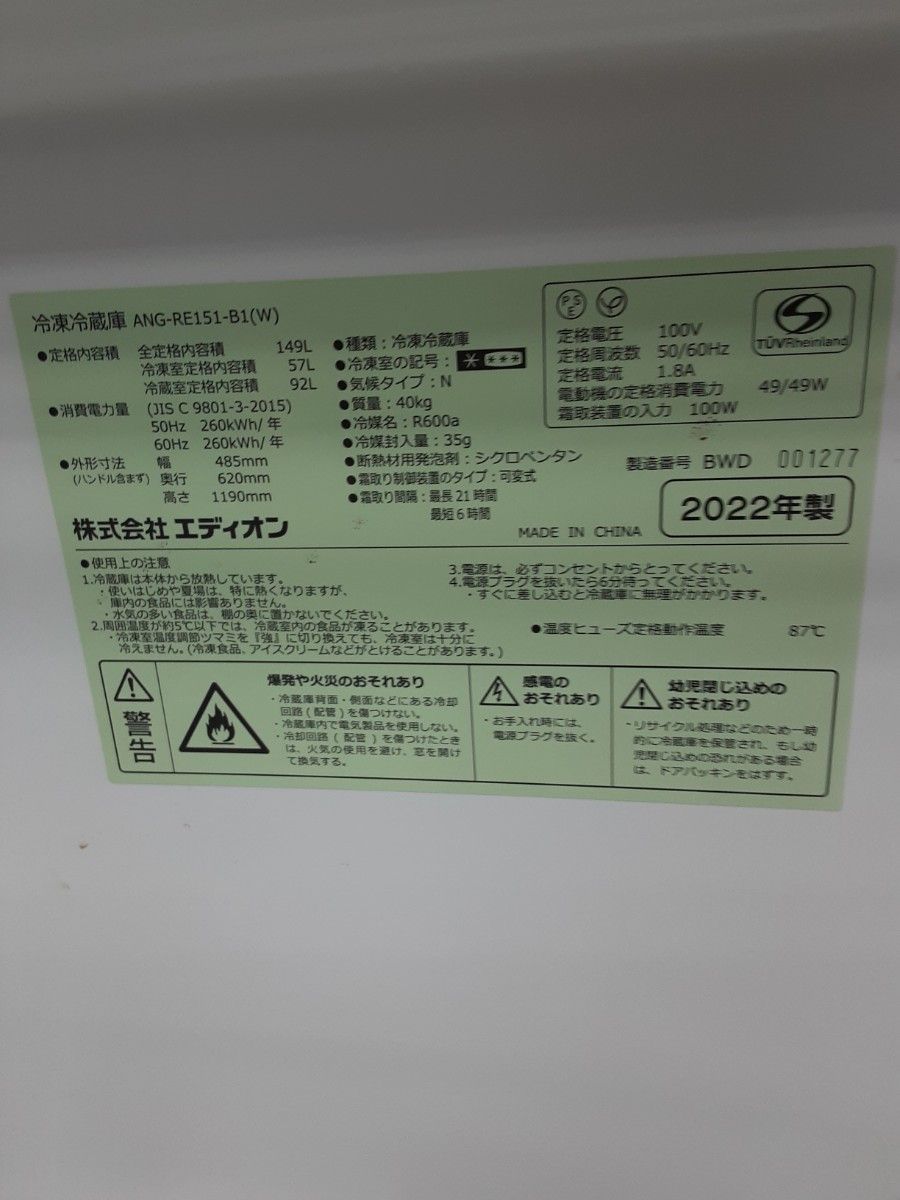 冷凍冷蔵庫 ANG-RE151-B1(W)
●定格内容積 全定格内容積 149L
冷凍室定格内容積 57L
冷蔵室定格内容積 92L
●消費電力量 (JIS C 9801-3-2015)
50Hz 260kWh/年
60Hz 260kWh/年
●外形寸法 幅 485mm
(ハンドル含まず) 奥行 620mm
高さ 1190mm
株式会社 エディオン
●種類：冷凍冷蔵庫
●冷凍室の記号：
●気候タイプ：N
●質量：40kg
●冷媒名：R600a
●冷媒封入量：35g
●断熱材用発泡剤：シクロペンタン
●霜取り制御装置のタイプ：可変式
●霜取り間隔：最長 21 時間
最短 6 時間
MADE IN CHINA
PSE
定格電圧 100V
定格周波数 50/60Hz
定格電流 1.8A
電動機の定格消費電力 49/49W
霜取装置の入力 100W
TÜVRheinland
製造番号 BWD 001277
2022年製
●使用上の注意
1.冷蔵庫は本体から放熱しています。
・使いはじめや夏場は、特に熱くなりますが、
庫内の食品には影響ありません。
・水気の多い食品は、棚の奥に置かないでください。
2.周囲温度が約5℃以下では、冷蔵室内の食品が凍ることがあります。
・冷凍室温度調節ツマミを『強』に切り換えても、冷凍室は十分に
冷えません。(冷凍食品、アイスクリームなどがとけることがあります。)
3.電源は、必ずコンセントからとってください。
4.電源プラグを抜いたら6分待ってください。
・すぐに差し込むと冷蔵庫に無理がかかります。
●温度ヒューズ定格動作温度 87℃
警告
爆発や火災のおそれあり
・冷蔵庫背面・側面などにある冷却
回路（配管）を傷つけない。
・冷蔵庫内で電気製品を使用しない。
・冷却回路（配管）を傷つけたとき
は、火気の使用を避け、窓を開け
て換気する。
感電の
おそれあり
・お手入れ時には、
電源プラグを抜く。
幼児閉じ込めの
おそれあり
・リサイクル処理などのため一時
的に冷蔵庫を保管され、もし幼
児閉じ込めの恐れがある場合
は、ドアパッキンをはずす。